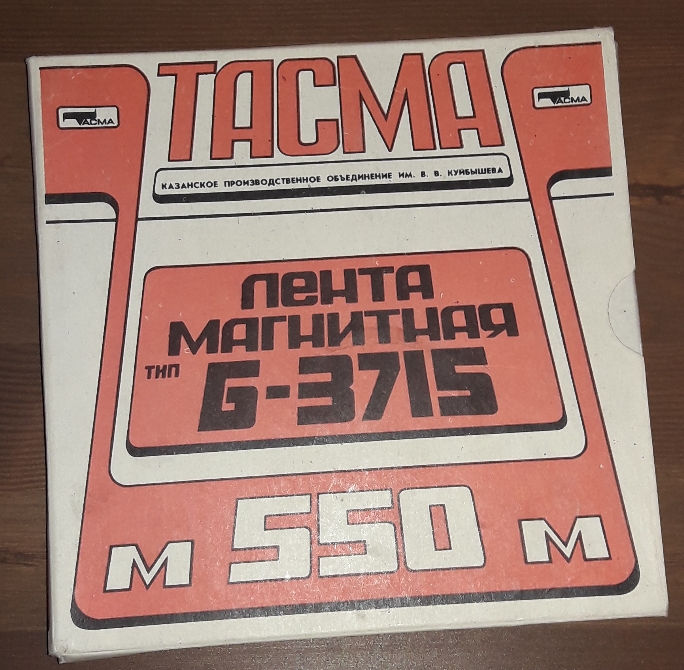 ТАСМА
ТАСМА
ТАСМА
КАЗАНСКОЕ ПРОИЗВОДСТВЕННОЕ ОБЪЕДИНЕНИЕ ИМ. В. В. КУЙБЫШЕВА
ЛЕНТА
МАГНИТНАЯ
ТИП Б-3715
М 550 М